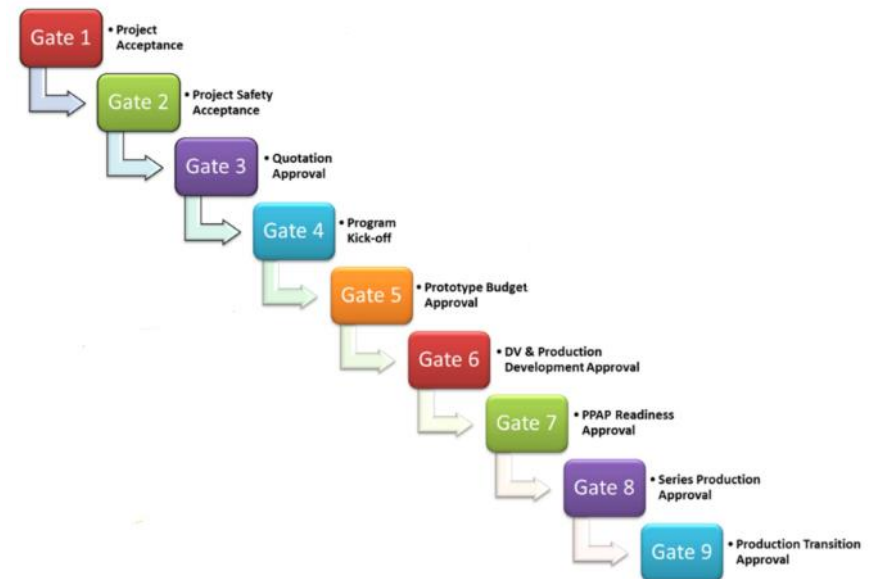 Gate 1
• Project
Acceptance
Gate 2
• Project Safety
Acceptance
Gate 3
• Quotation
Approval
Gate 4
• Program
Kick-off
Gate 5
• Prototype Budget
Approval
Gate 6
• DV & Production
Development Approval
Gate 7
• PPAP Readiness
Approval
Gate 8
• Series Production
Approval
Gate 9
• Production Transition
Approval